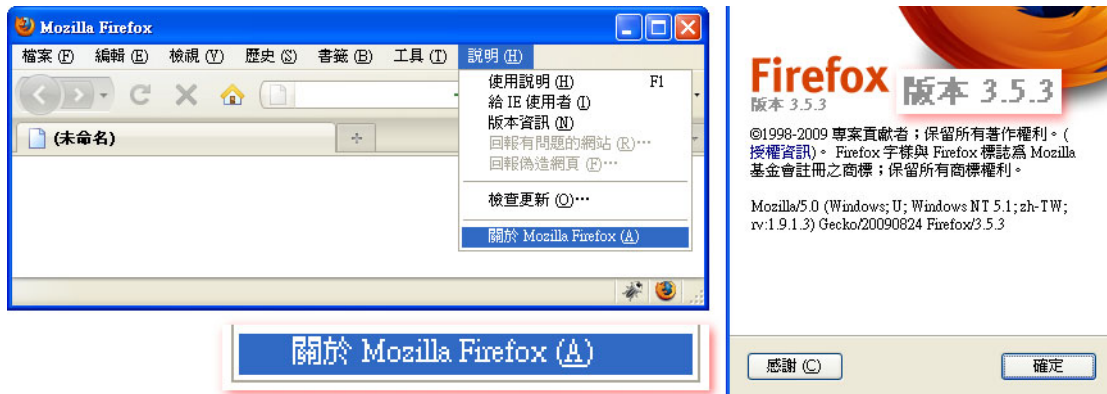 Mozilla Firefox
檔案 (F) 編輯 (E) 檢視 (V) 歷史 (S) 書籤 (B) 工具 (T) 說明 (H)
使用說明 (H) F1
給 IE 使用者 (I)
版本資訊 (N)
回報有問題的網站 (R)…
回報偽造網頁 (F)…
檢查更新 (O)…
關於 Mozilla Firefox (A)
(未命名)
關於 Mozilla Firefox (A)
Firefox
版本 3.5.3
版本 3.5.3
©1998-2009 專案貢獻者；保留所有著作權利。(
授權資訊)。 Firefox 字樣與 Firefox 標誌為 Mozilla
基金會註冊之商標；保留所有商標權利。
Mozilla/5.0 (Windows; U; Windows NT 5.1; zh-TW;
rv:1.9.1.3) Gecko/20090824 Firefox/3.5.3
感謝 (C)
確定